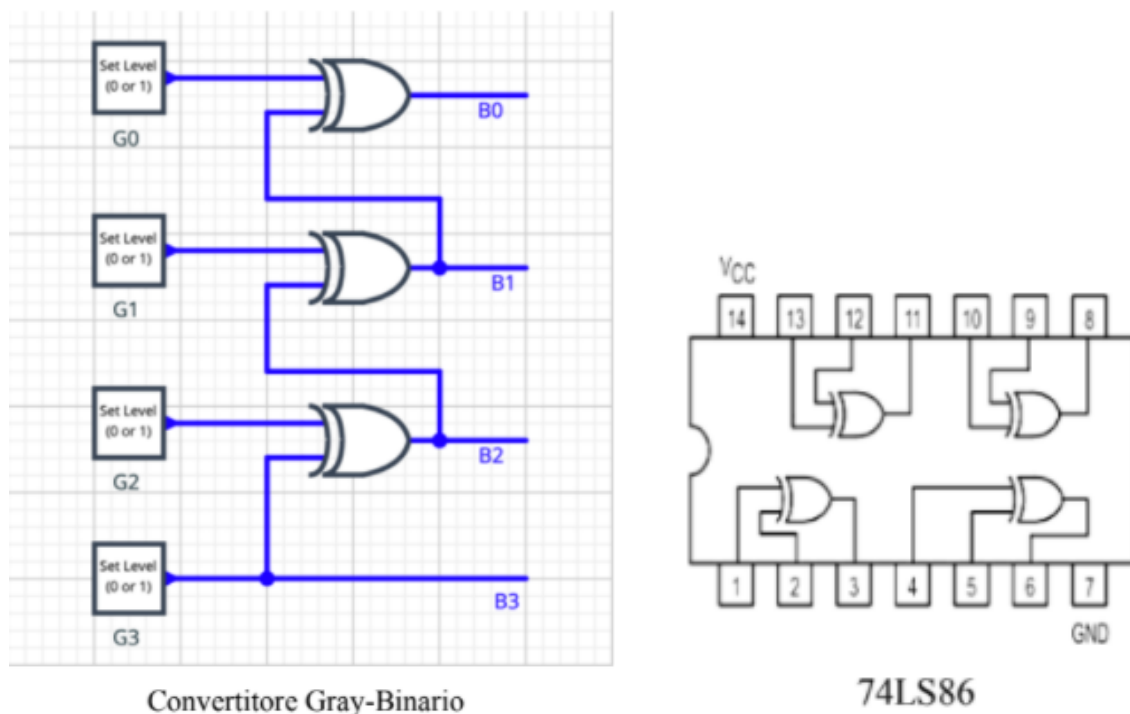 Set Level
(0 or 1)
G0
B0
Set Level
(0 or 1)
G1
B1
Set Level
(0 or 1)
G2
B2
Set Level
(0 or 1)
G3
B3
Convertitore Gray-Binario
VCC
14 13 12 11 10 9 8
1 2 3 4 5 6 7
GND
74LS86